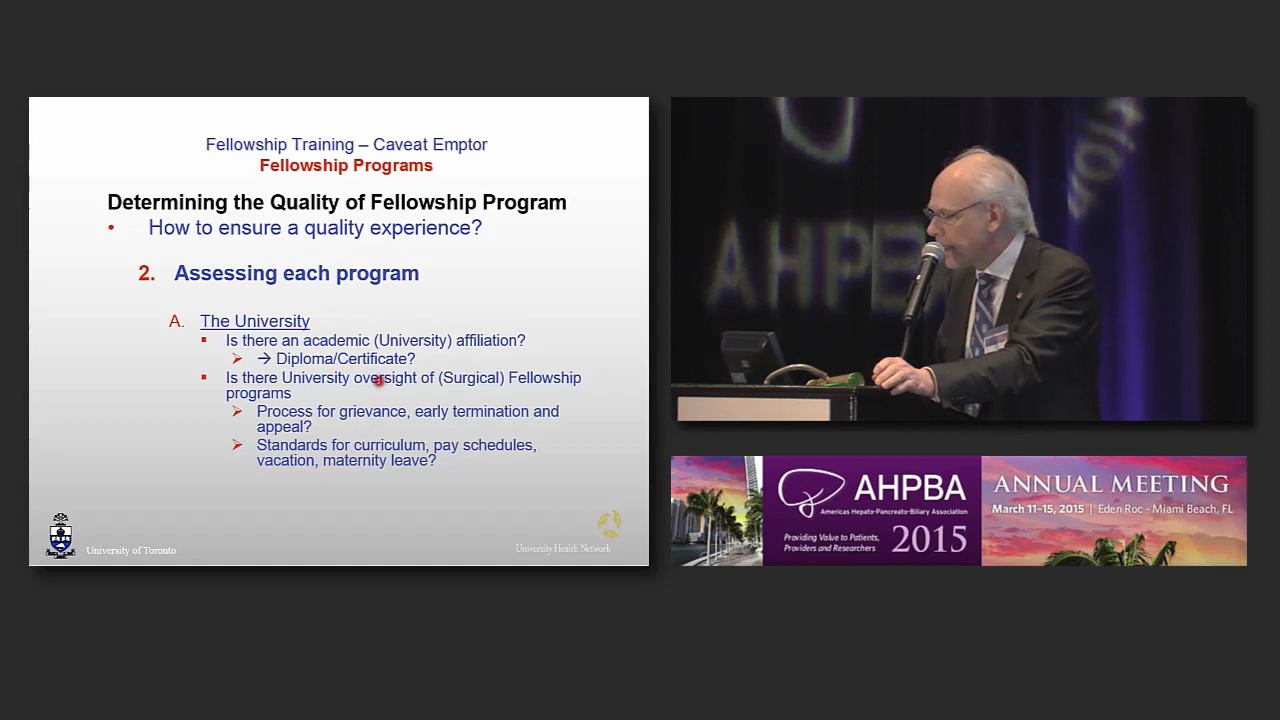 Fellowship Training – Caveat Emptor
Fellowship Programs
Determining the Quality of Fellowship Program
• How to ensure a quality experience?
2. Assessing each program
A. The University
Is there an academic (University) affiliation?
→ Diploma/Certificate?
Is there University oversight of (Surgical) Fellowship
programs
Process for grievance, early termination and
appeal?
Standards for curriculum, pay schedules,
vacation, maternity leave?
University of Toronto
University Health Network
AHPBA
AHPBA
Americas Hepato-Pancreato-Biliary Association
Providing Value to Patients,
Providers and Researchers
2015
ANNUAL MEETING
March 11-15, 2015 | Eden Roc - Miami Beach, FL